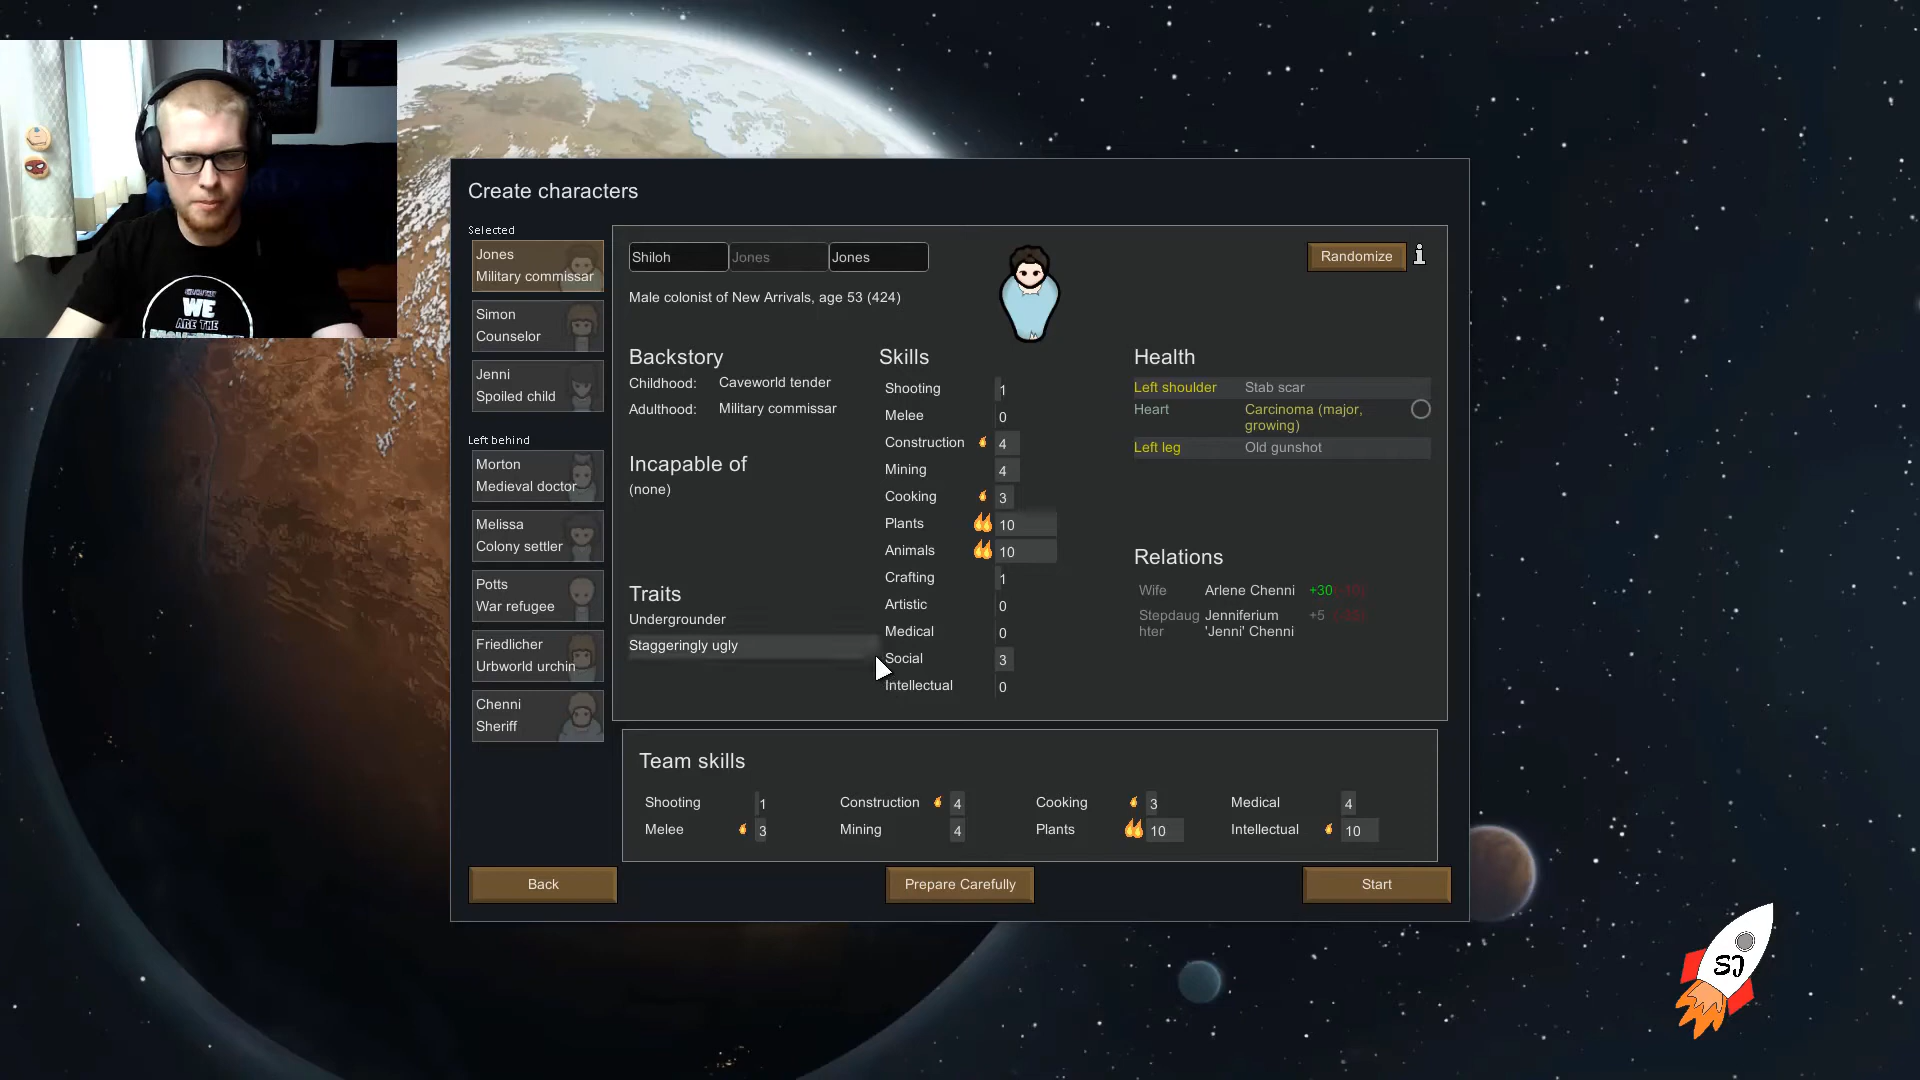 WE
ARE THE
Create characters
Selected
Jones
Military commissar
Simon
Counselor
Jenni
Spoiled child
Left behind
Morton
Medieval doctor
Melissa
Colony settler
Potts
War refugee
Friedlicher
Urbworld urchin
Chenni
Sheriff
Shiloh Jones Jones
Randomize
Male colonist of New Arrivals, age 53 (424)
Backstory
Childhood: Caveworld tender
Adulthood: Military commissar
Incapable of
(none)
Traits
Undergrounder
Staggeringly ugly
Skills
Shooting 1
Melee 0
Construction 4
Mining 4
Cooking 3
Plants 10
Animals 10
Crafting 1
Artistic 0
Medical 0
Social 3
Intellectual 0
Health
Left shoulder Stab scar
Heart Carcinoma (major,
growing)
Left leg Old gunshot
Relations
Wife Arlene Chenni +30
Stepdaug Jenniferium +5
hter 'Jenni' Chenni
Team skills
Shooting 1 Construction 4 Cooking 3 Medical 4
Melee 3 Mining 4 Plants 10 Intellectual 10
Back
Prepare Carefully
Start
SJ